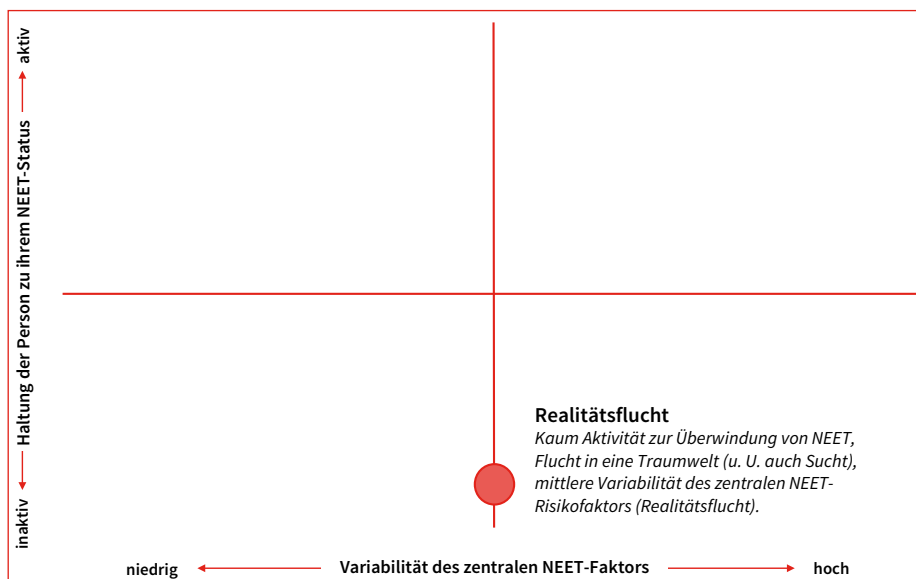 aktiv
Haltung der Person zu ihrem NEET-Status
inaktiv
Realitätsflucht
Kaum Aktivität zur Überwindung von NEET,
Flucht in eine Traumwelt (u. U. auch Sucht),
mittlere Variabilität des zentralen NEET-
Risikofaktors (Realitätsflucht).
niedrig
Variabilität des zentralen NEET-Faktors
hoch